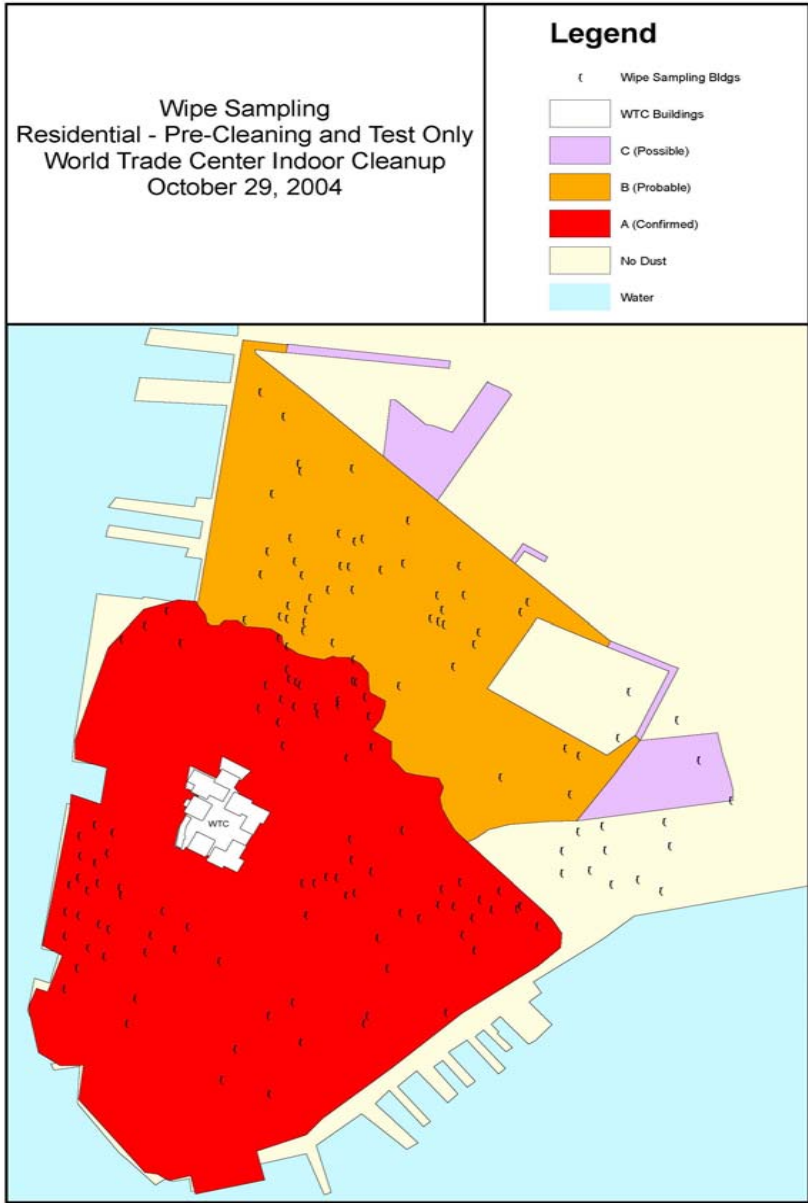 Wipe Sampling
Residential - Pre-Cleaning and Test Only
World Trade Center Indoor Cleanup
October 29, 2004
Legend
Wipe Sampling Bldgs
WTC Buildings
C (Possible)
B (Probable)
A (Confirmed)
No Dust
Water
WTC